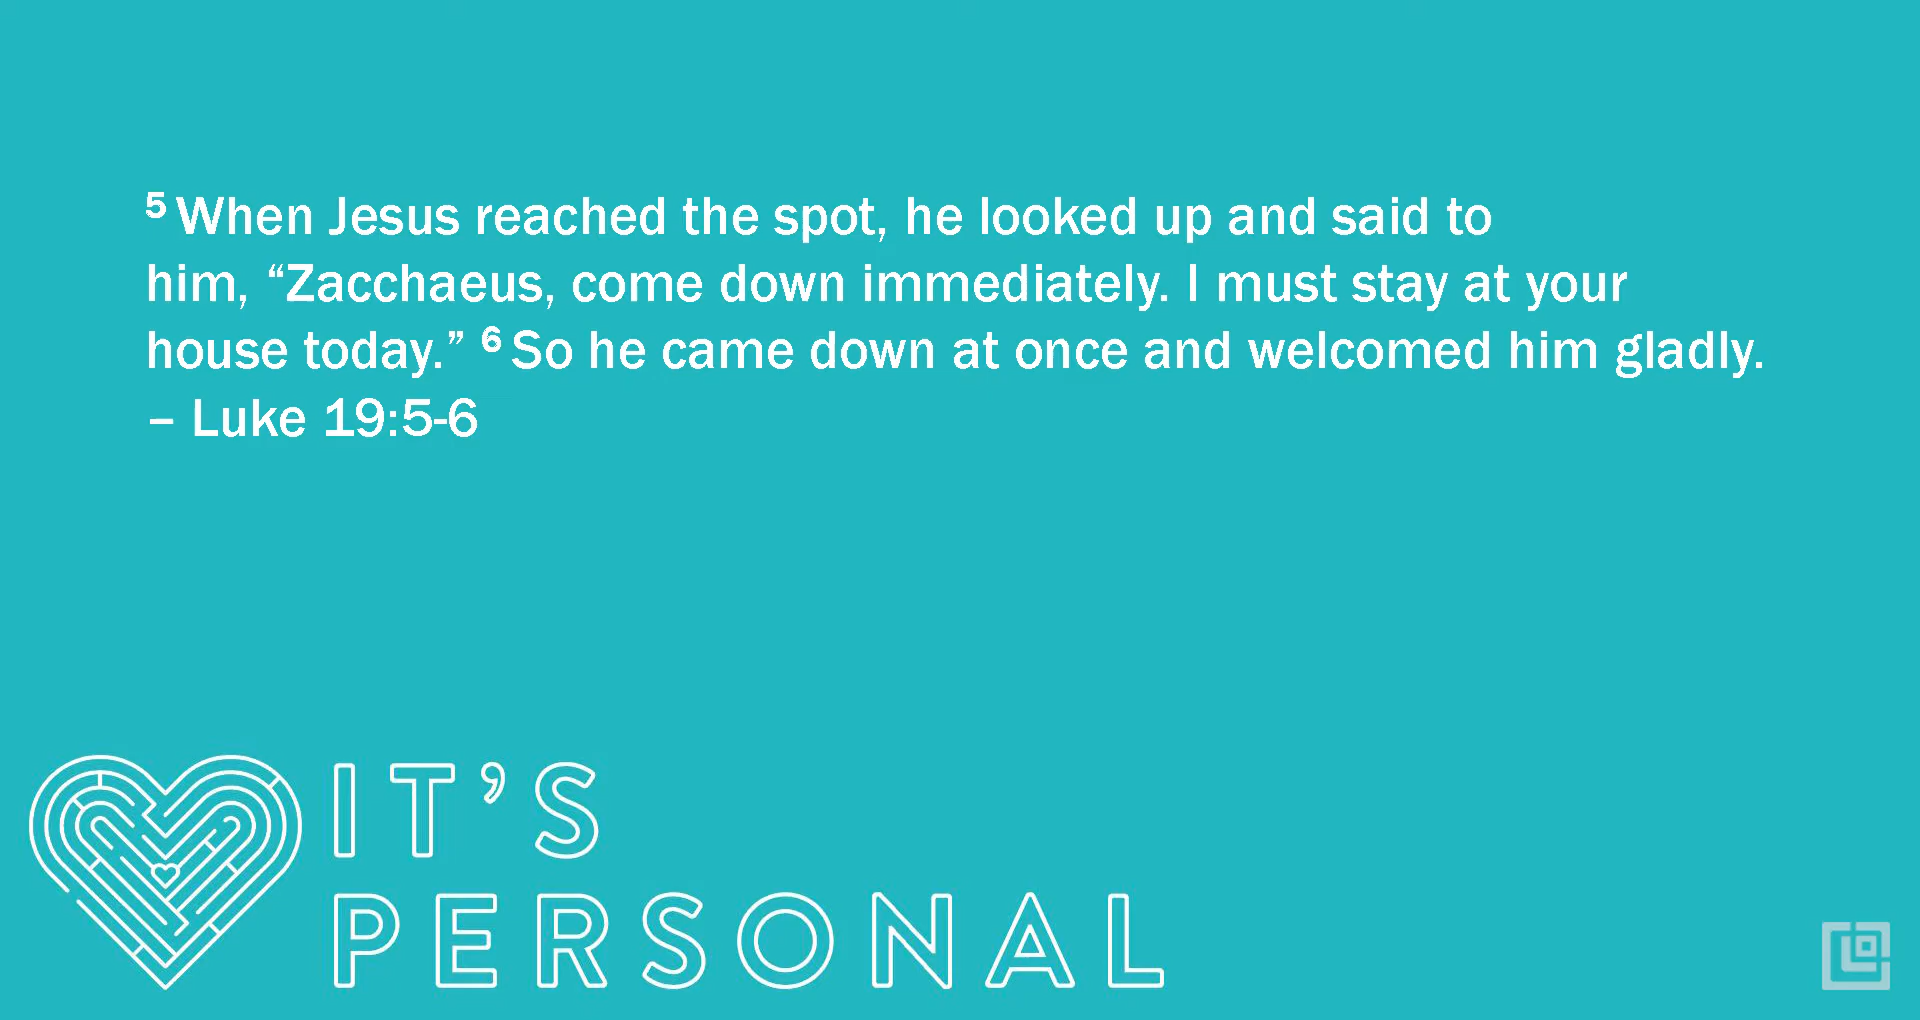 ⁵ When Jesus reached the spot, he looked up and said to
him, “Zacchaeus, come down immediately. I must stay at your
house today.” ⁶ So he came down at once and welcomed him gladly.
– Luke 19:5-6
IT’S
PERSONAL